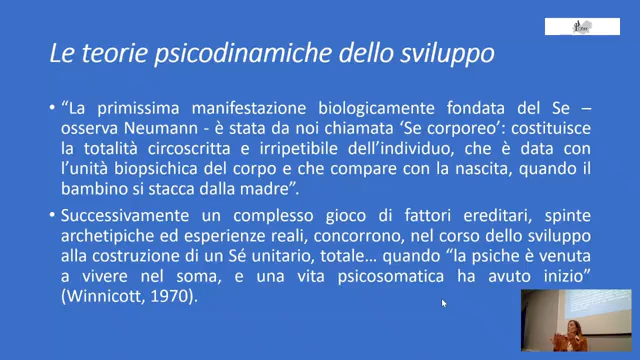 Le teorie psicodinamiche dello sviluppo
• “La primissima manifestazione biologicamente fondata del Se –
osserva Neumann - è stata da noi chiamata ‘Se corporeo’: costituisce
la totalità circoscritta e irripetibile dell’individuo, che è data con
l’unità biopsichica del corpo e che compare con la nascita, quando il
bambino si stacca dalla madre”.
• Successivamente un complesso gioco di fattori ereditari, spinte
archetipiche ed esperienze reali, concorrono, nel corso dello sviluppo
alla costruzione di un Sé unitario, totale… quando “la psiche è venuta
a vivere nel soma, e una vita psicosomatica ha avuto inizio”
(Winnicott, 1970).